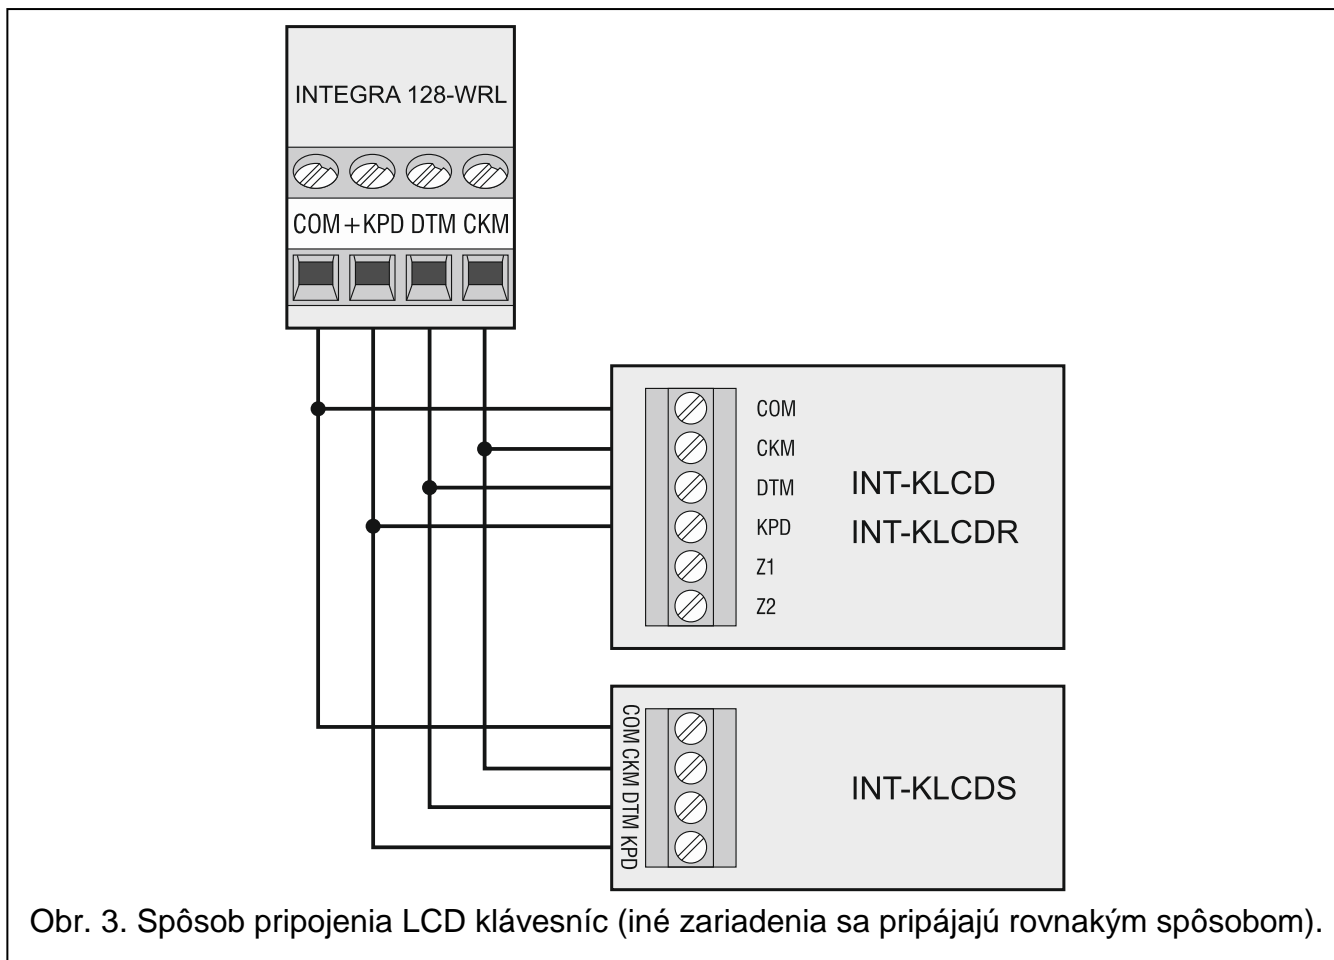 INTEGRA 128-WRL
COM +KPD DTM CKM
COM
CKM
DTM
KPD
Z1
Z2
INT-KLCD
INT-KLCDR
COM CKM DTM KPD
INT-KLCDS
Obr. 3. Spôsob pripojenia LCD klávesníc (iné zariadenia sa pripájajú rovnakým spôsobom).